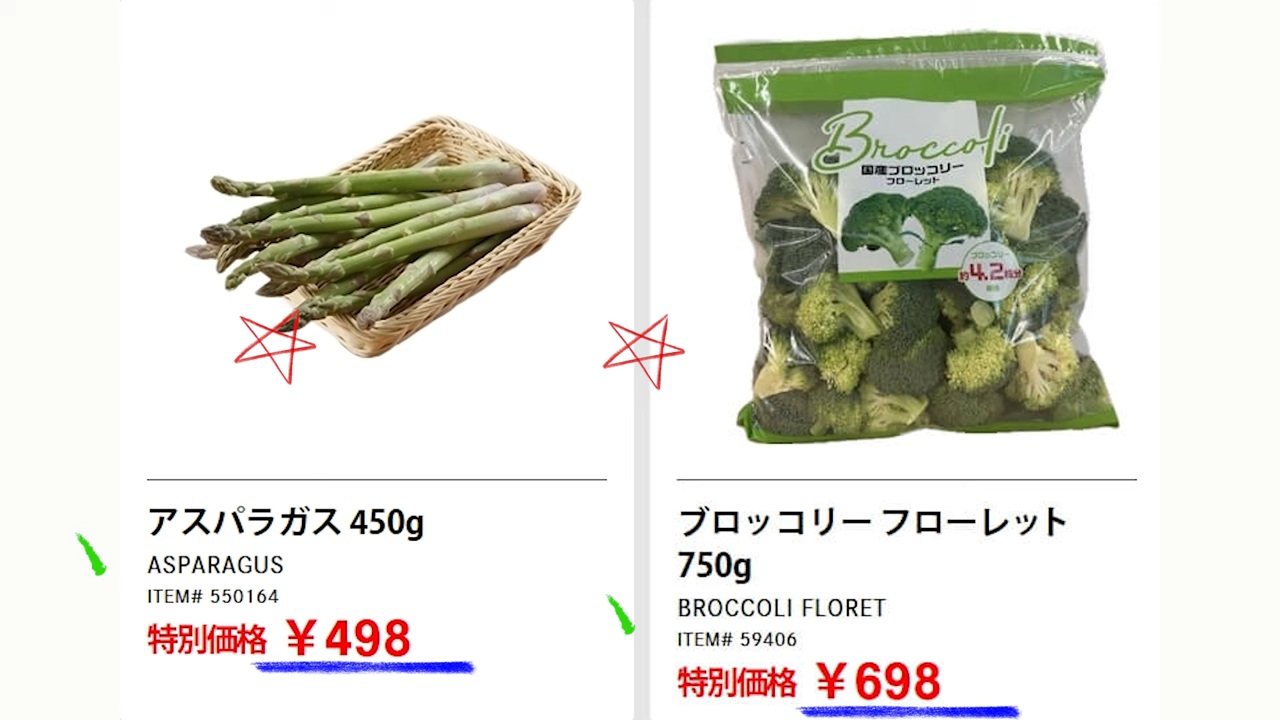 Broccoli
国産ブロッコリー
フローレット
ブロッコリー
約4.2株分
アスパラガス 450g
ASPARAGUS
ITEM# 550164
特別価格 ¥498
ブロッコリー フローレット
750g
BROCCOLI FLORET
ITEM# 59406
特別価格 ¥698